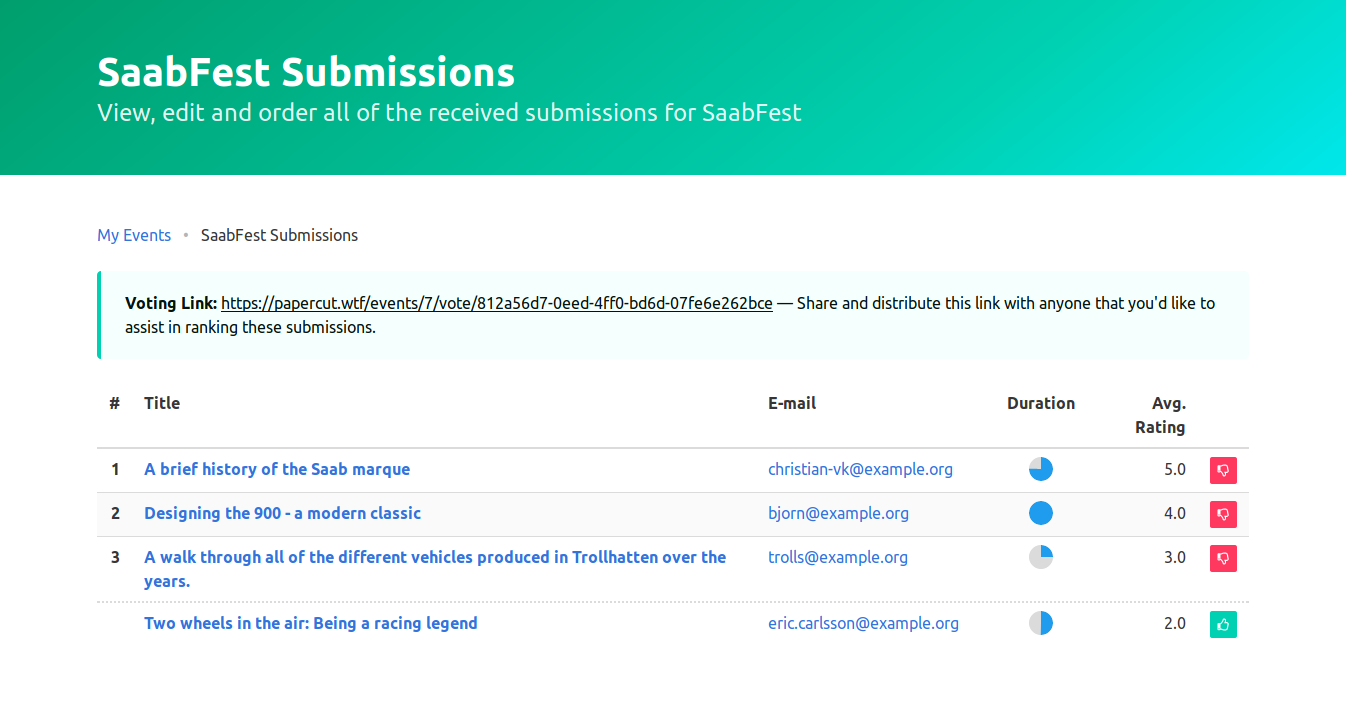 SaabFest Submissions
View, edit and order all of the received submissions for SaabFest
My Events • SaabFest Submissions
Voting Link: https://papercut.wtf/events/7/vote/812a56d7-0eed-4ff0-bd6d-07fe6e262bce — Share and distribute this link with anyone that you'd like to
assist in ranking these submissions.
# Title E-mail Duration Avg.
Rating
1 A brief history of the Saab marque christian-vk@example.org 5.0
2 Designing the 900 - a modern classic bjorn@example.org 4.0
3 A walk through all of the different vehicles produced in Trollhatten over the trolls@example.org 3.0
years.
Two wheels in the air: Being a racing legend eric.carlsson@example.org 2.0